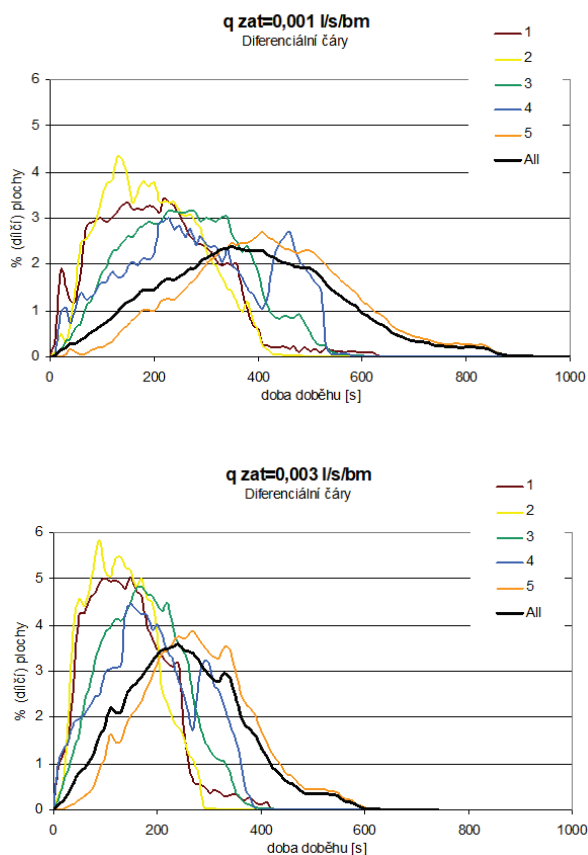 q zat=0,001 l/s/bm
Diferenciální čáry
1
2
3
4
5
All
% (dílčí) plochy
6
5
4
3
2
1
0
0 200 400 600 800 1000
doba doběhu [s]
q zat=0,003 l/s/bm
Diferenciální čáry
1
2
3
4
5
All
% (dílčí) plochy
6
5
4
3
2
1
0
0 200 400 600 800 1000
doba doběhu [s]